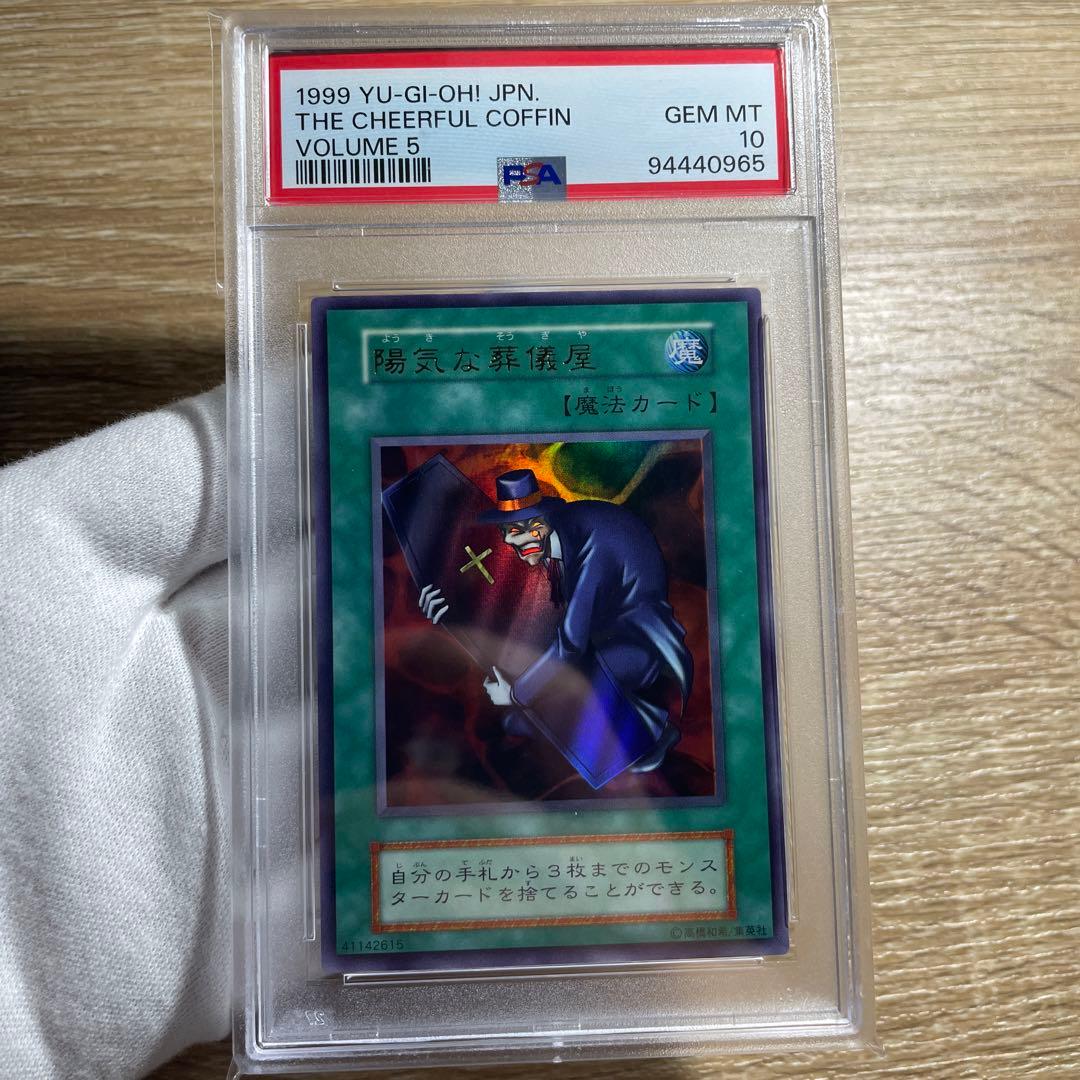 1999 YU-GI-OH! JPN.
THE CHEERFUL COFFIN
VOLUME 5
GEM MT
10
94440965
PSA
よう き そう ぎ や
陽気な葬儀屋
魔
ま ほう
【魔法カード】
じ ぶん て ふだ まい
自分の手札から3枚までのモンス
す
ターカードを捨てることができる。
41142615
©高橋和希/集英社